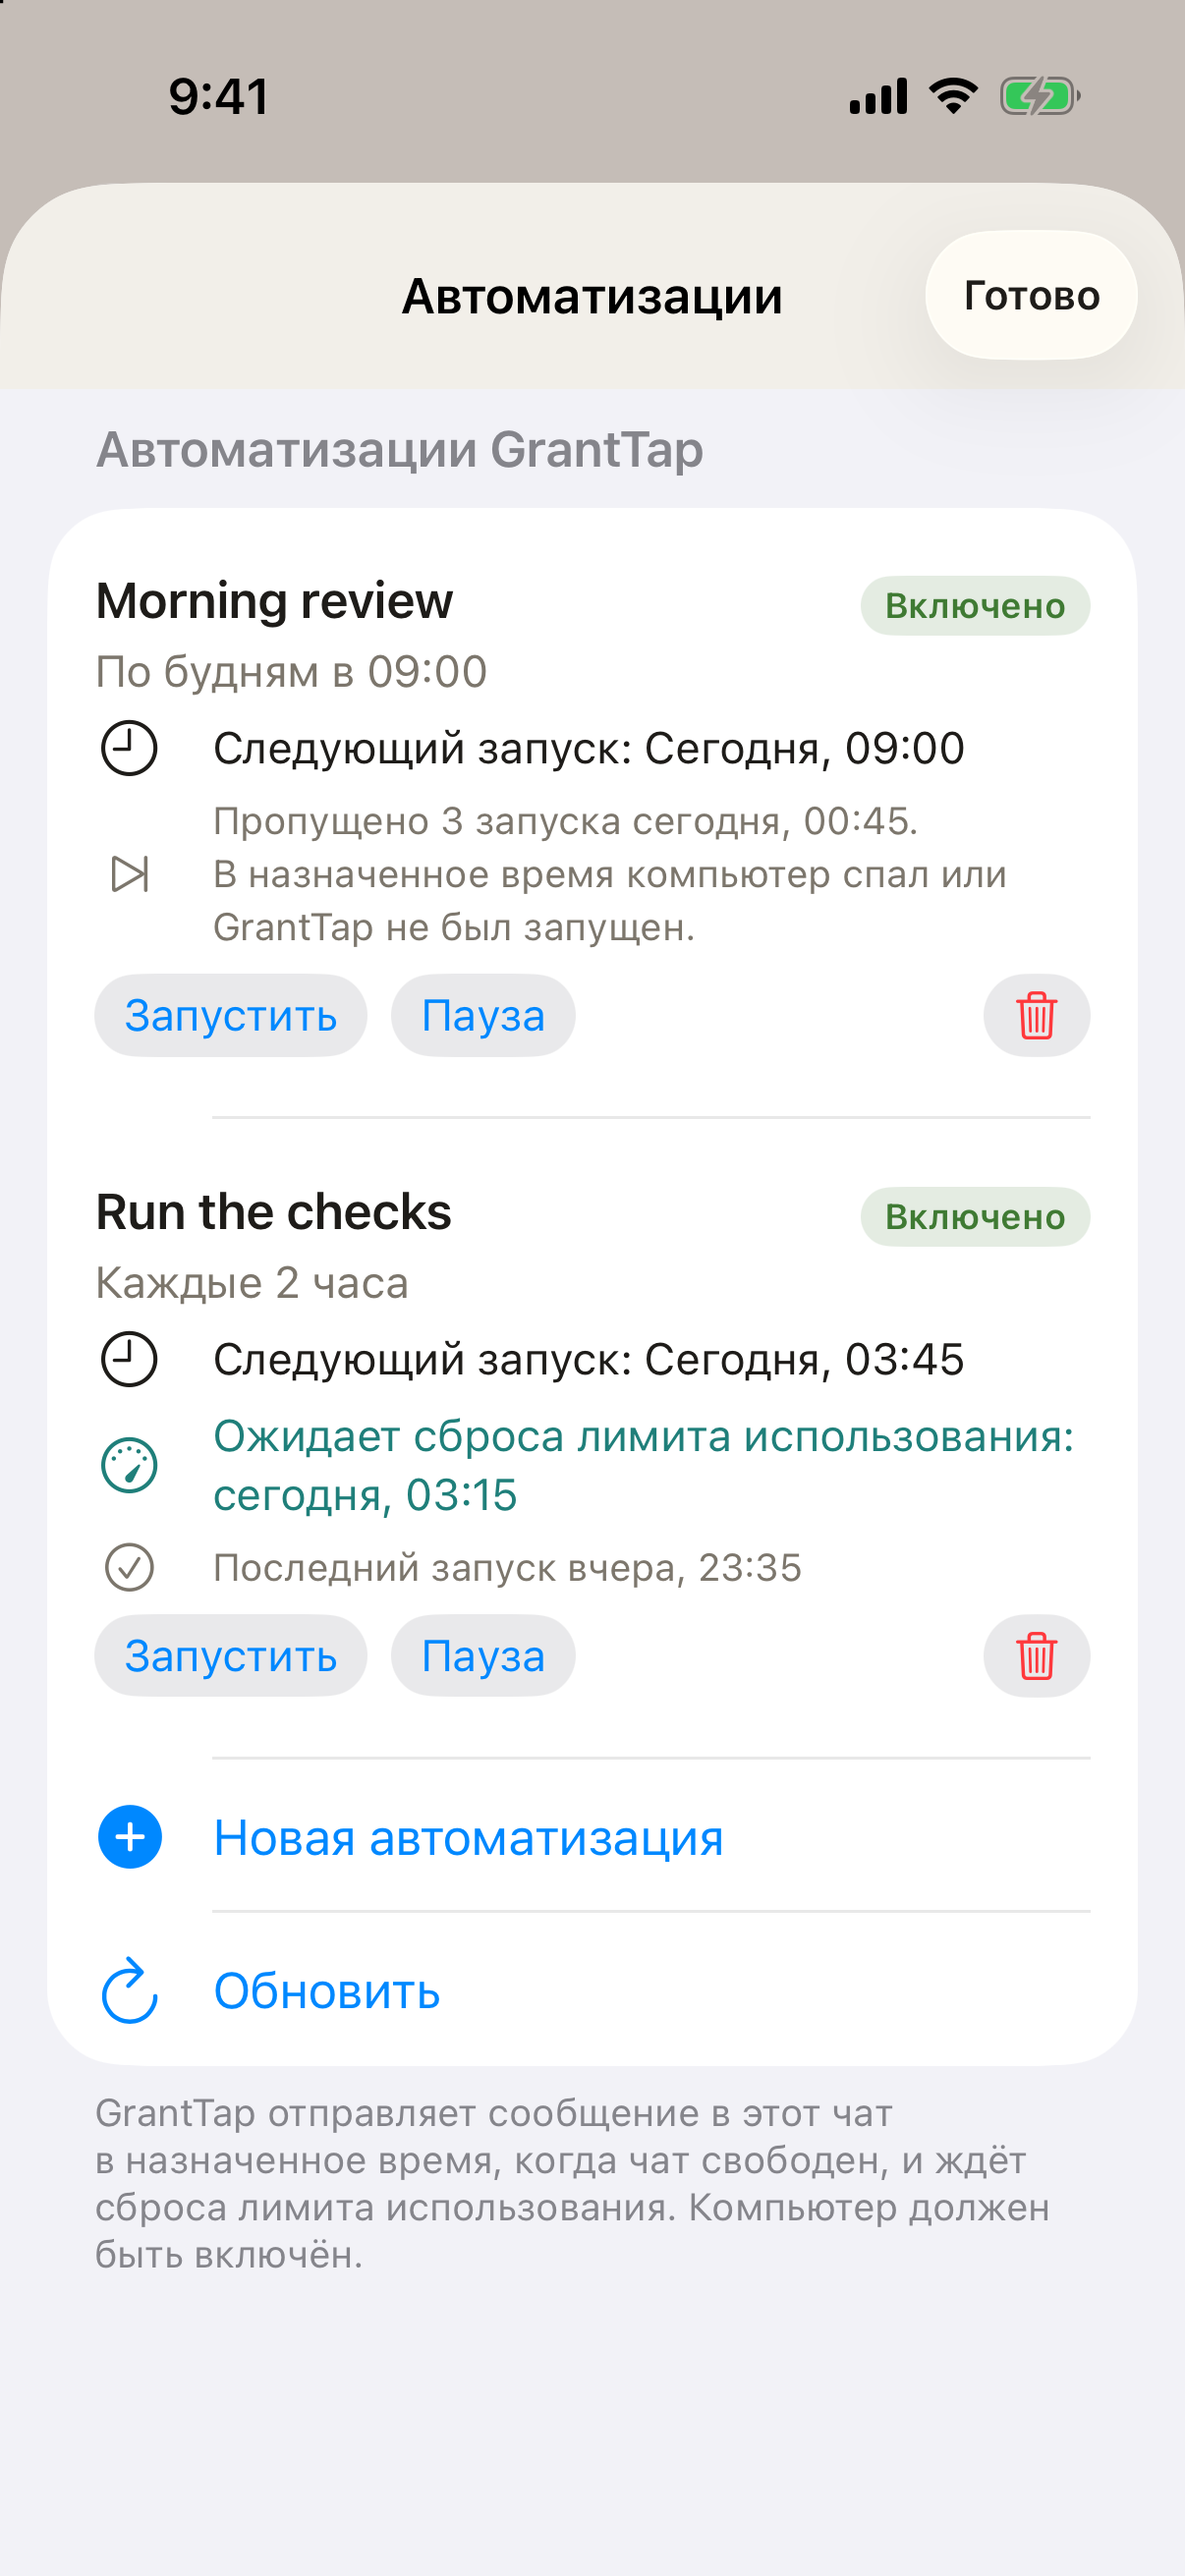 9:41
Автоматизации
Готово
Автоматизации GrantTap
Morning review
Включено
По будням в 09:00
Следующий запуск: Сегодня, 09:00
Пропущено 3 запуска сегодня, 00:45.
В назначенное время компьютер спал или
GrantTap не был запущен.
Запустить
Пауза
Run the checks
Включено
Каждые 2 часа
Следующий запуск: Сегодня, 03:45
Ожидает сброса лимита использования:
сегодня, 03:15
Последний запуск вчера, 23:35
Запустить
Пауза
Новая автоматизация
Обновить
GrantTap отправляет сообщение в этот чат
в назначенное время, когда чат свободен, и ждёт
сброса лимита использования. Компьютер должен
быть включён.